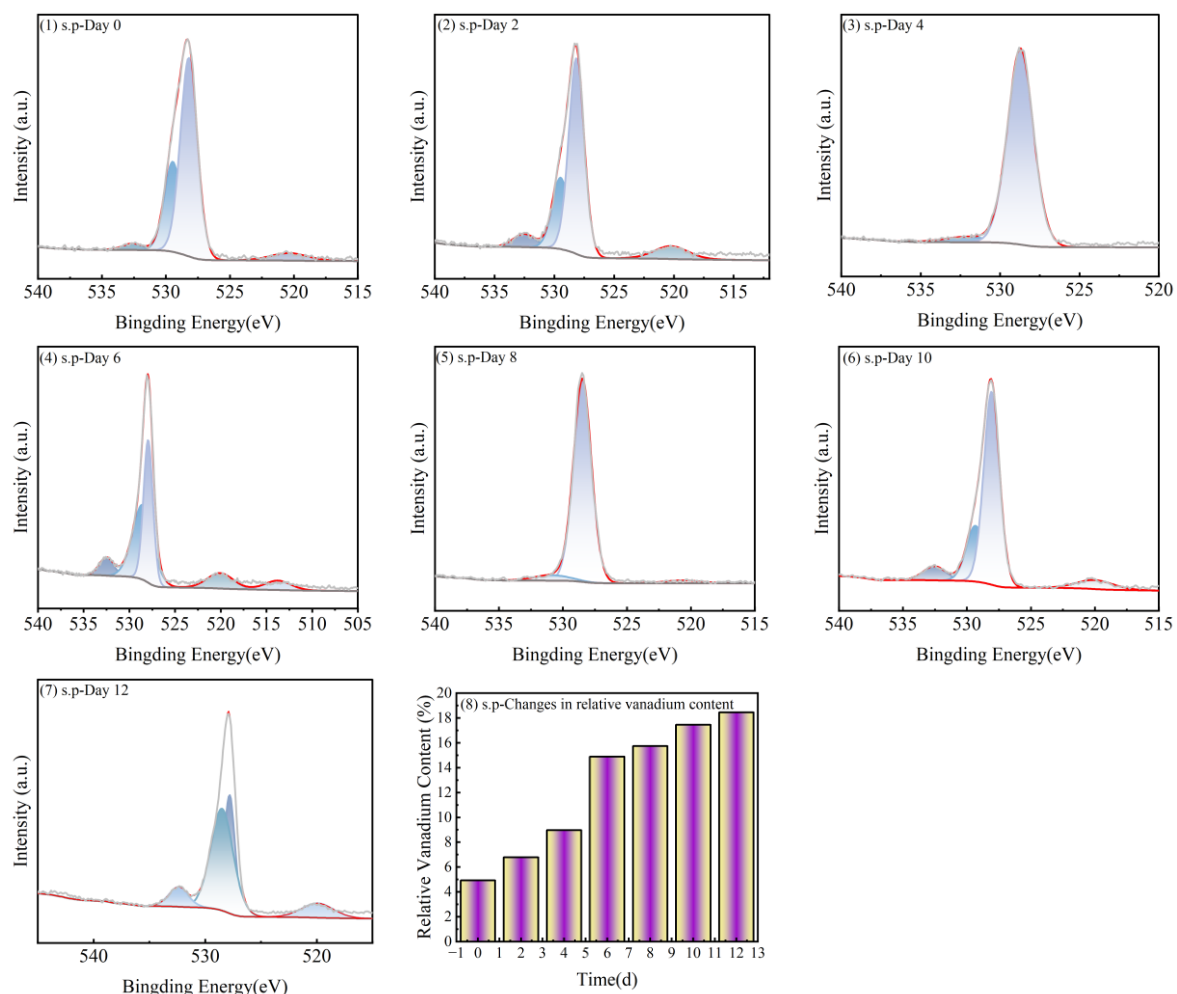 (1) s.p-Day 0
Intensity (a.u.)
540 535 530 525 520 515
Bingding Energy(eV)
(2) s.p-Day 2
Intensity (a.u.)
540 535 530 525 520 515
Bingding Energy(eV)
(3) s.p-Day 4
Intensity (a.u.)
540 535 530 525 520
Bingding Energy(eV)
(4) s.p-Day 6
Intensity (a.u.)
540 535 530 525 520 515 510 505
Bingding Energy(eV)
(5) s.p-Day 8
Intensity (a.u.)
540 535 530 525 520 515
Bingding Energy(eV)
(6) s.p-Day 10
Intensity (a.u.)
540 535 530 525 520 515
Bingding Energy(eV)
(7) s.p-Day 12
Intensity (a.u.)
540 530 520
Bingding Energy(eV)
(8) s.p-Changes in relative vanadium content
Relative Vanadium Content (%)
20
18
16
14
12
10
8
6
4
2
0
−1 0 1 2 3 4 5 6 7 8 9 10 11 12 13
Time(d)